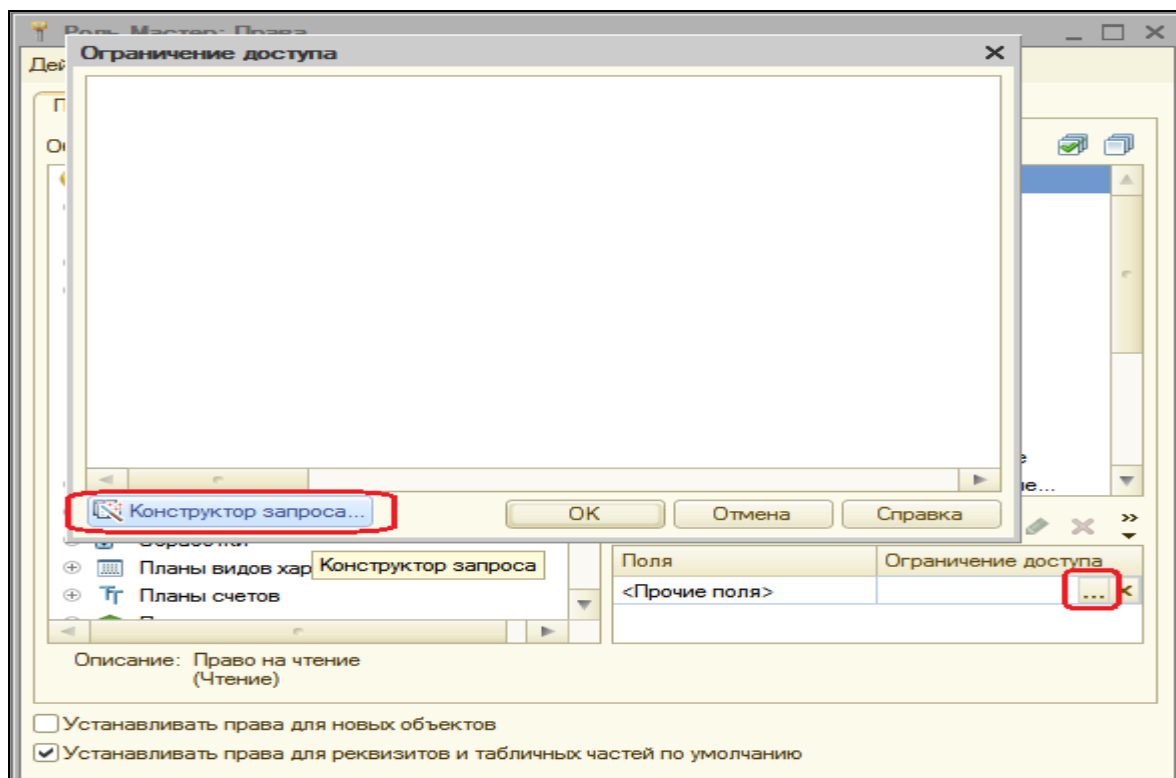 Роль Мастер: Права
Ограничение доступа
Конструктор запроса...
ОК
Отмена
Справка
Конструктор запроса
Планы видов хар
Планы счетов
Поля
Ограничение доступа
<Прочие поля>
...
Описание: Право на чтение
(Чтение)
Устанавливать права для новых объектов
Устанавливать права для реквизитов и табличных частей по умолчанию